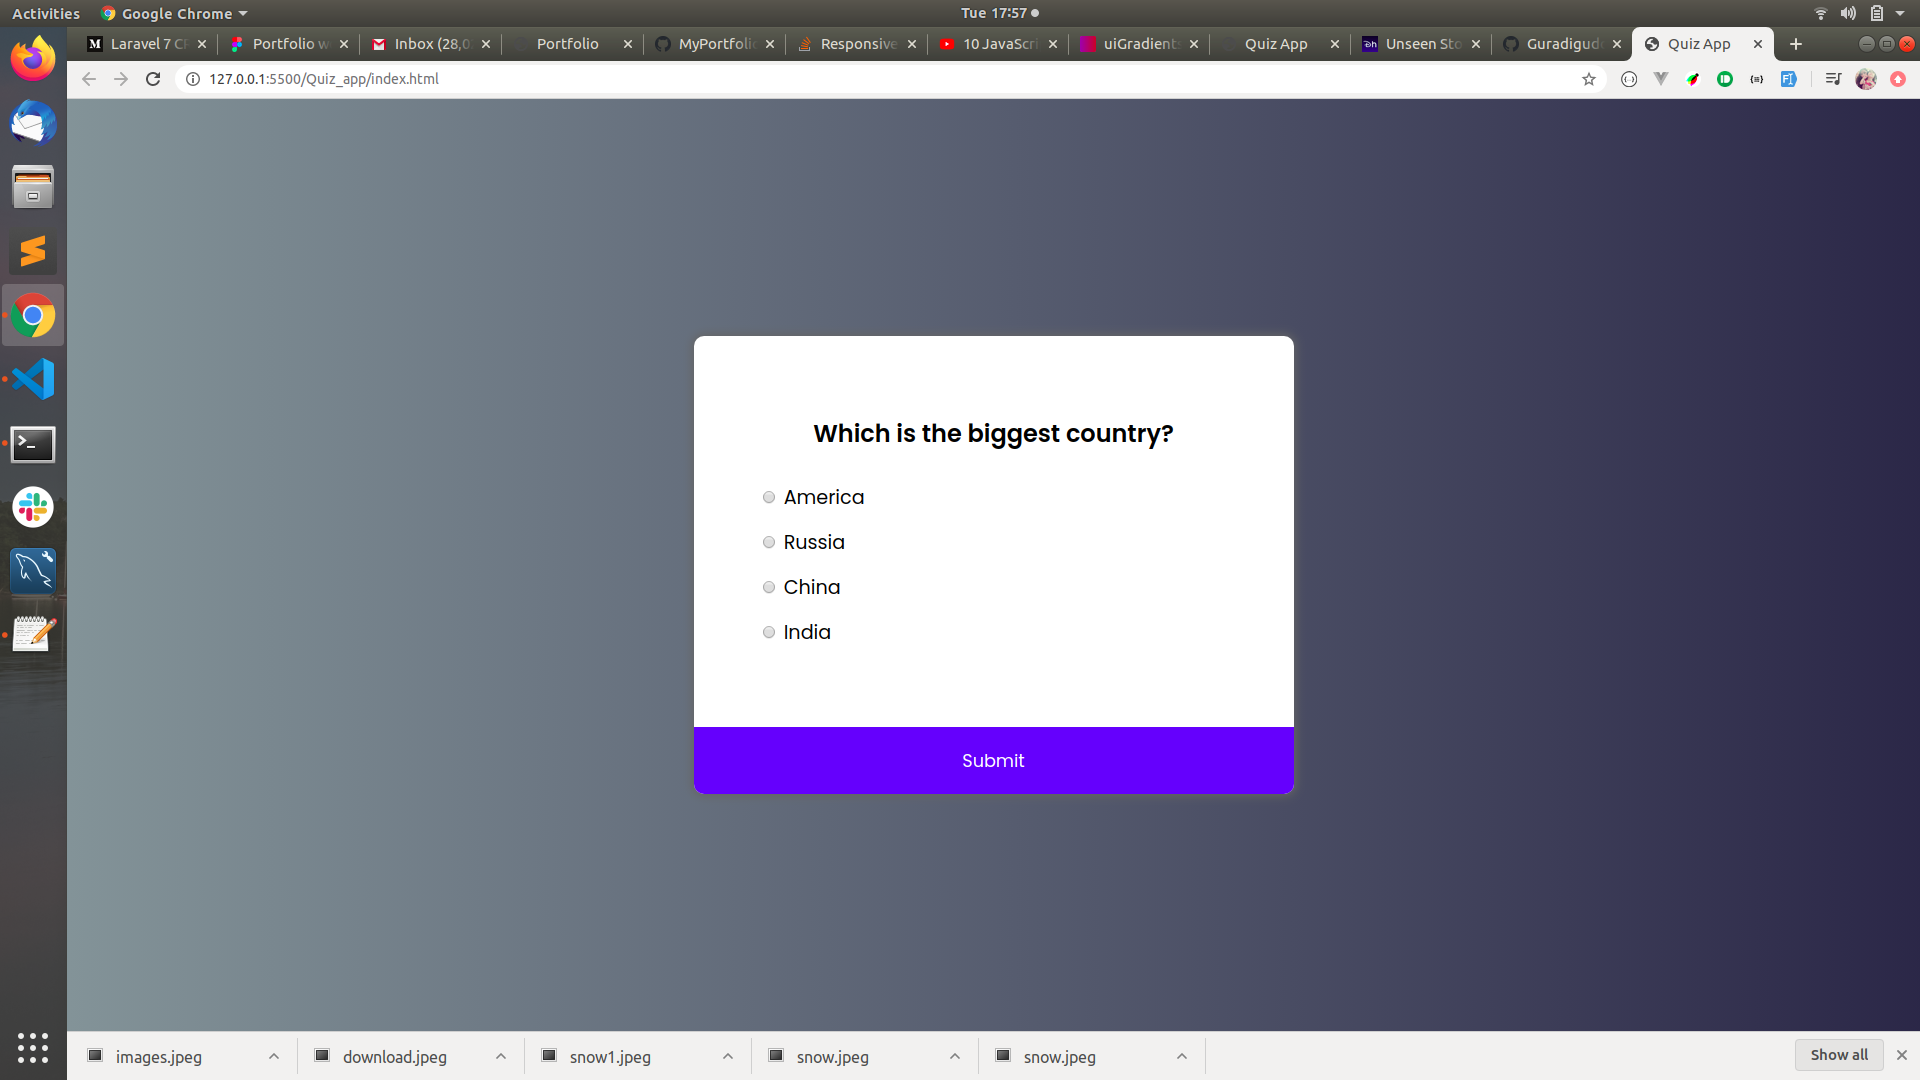 Activities Google Chrome Tue 17:57
Laravel 7 Portfolio Inbox (28,0 Portfolio MyPortfoli Responsive 10 JavaScri uiGradients Quiz App Unseen Sto Guradigud Quiz App
127.0.0.1:5500/Quiz_app/index.html
Which is the biggest country?
America
Russia
China
India
Submit
images.jpeg download.jpeg snow1.jpeg snow.jpeg snow.jpeg Show all